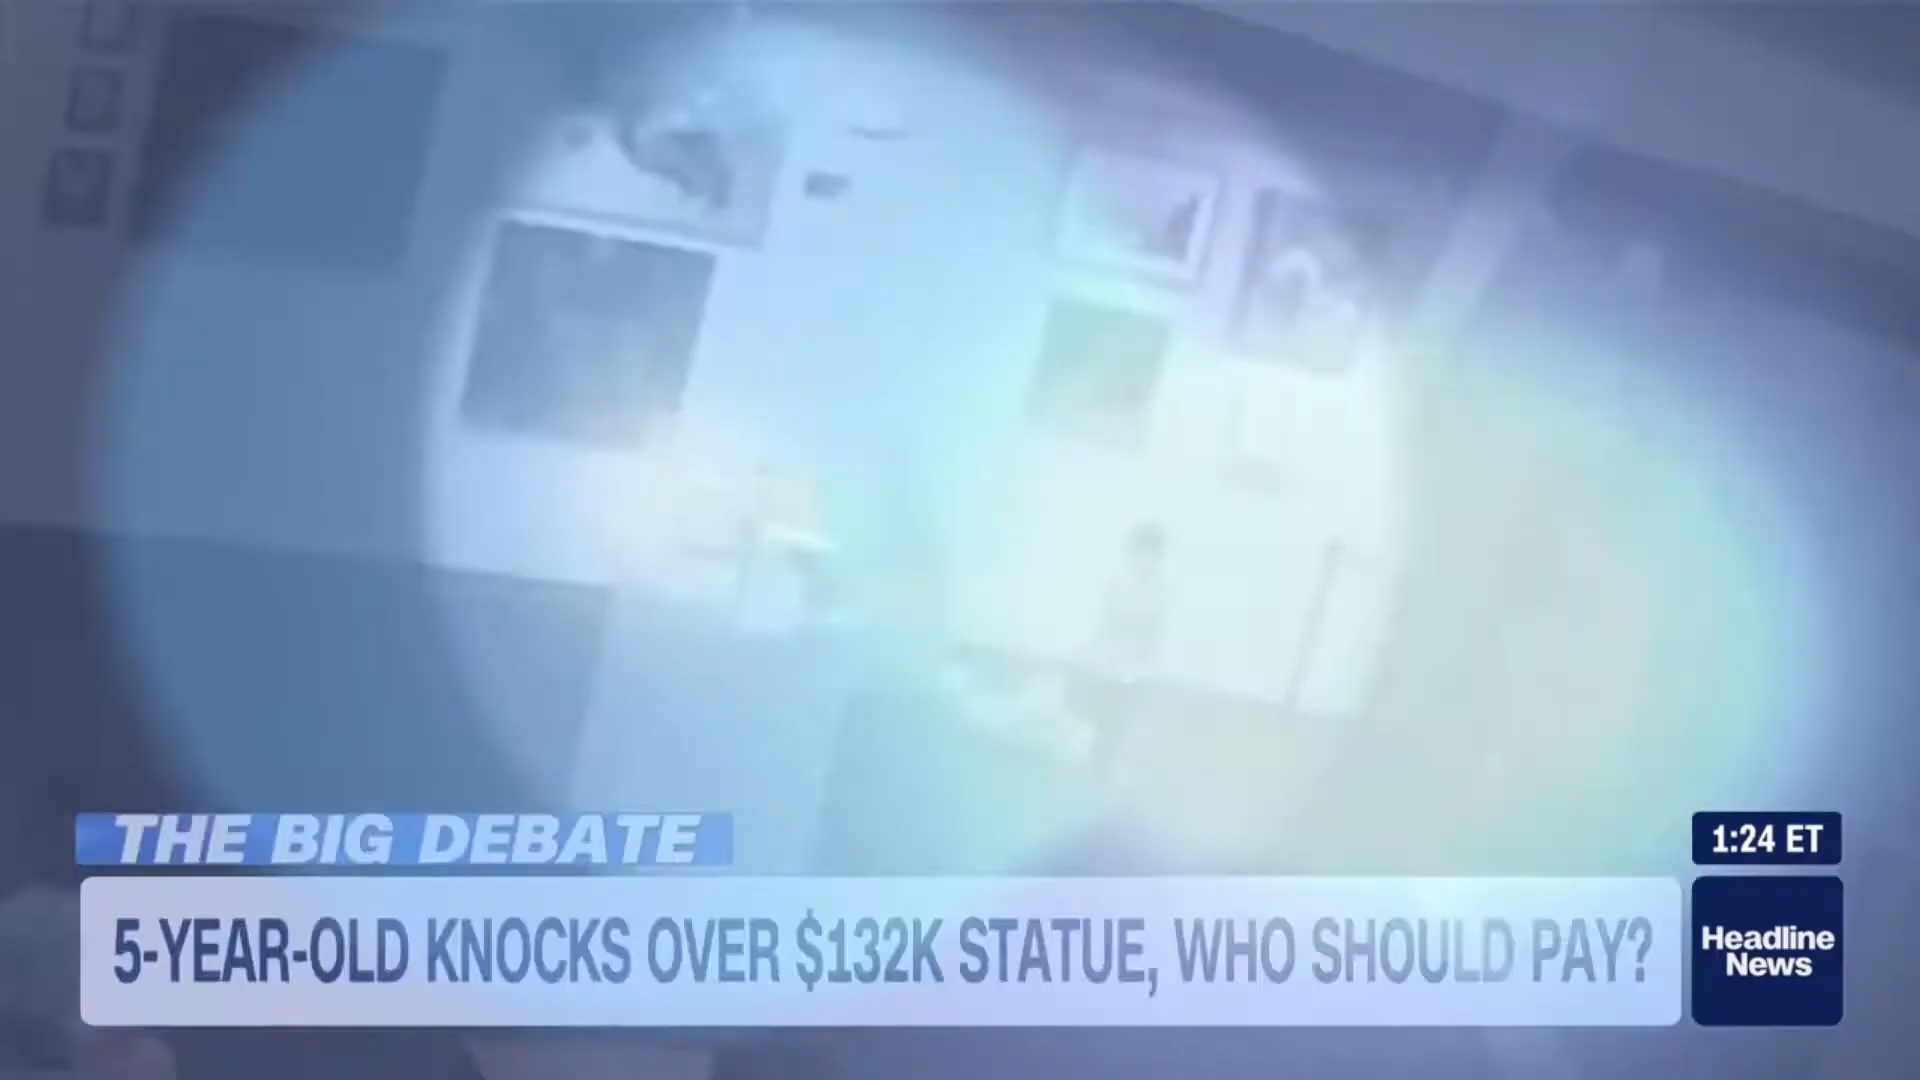 THE BIG DEBATE
1:24 ET
5-YEAR-OLD KNOCKS OVER $132K STATUE, WHO SHOULD PAY?
Headline
News